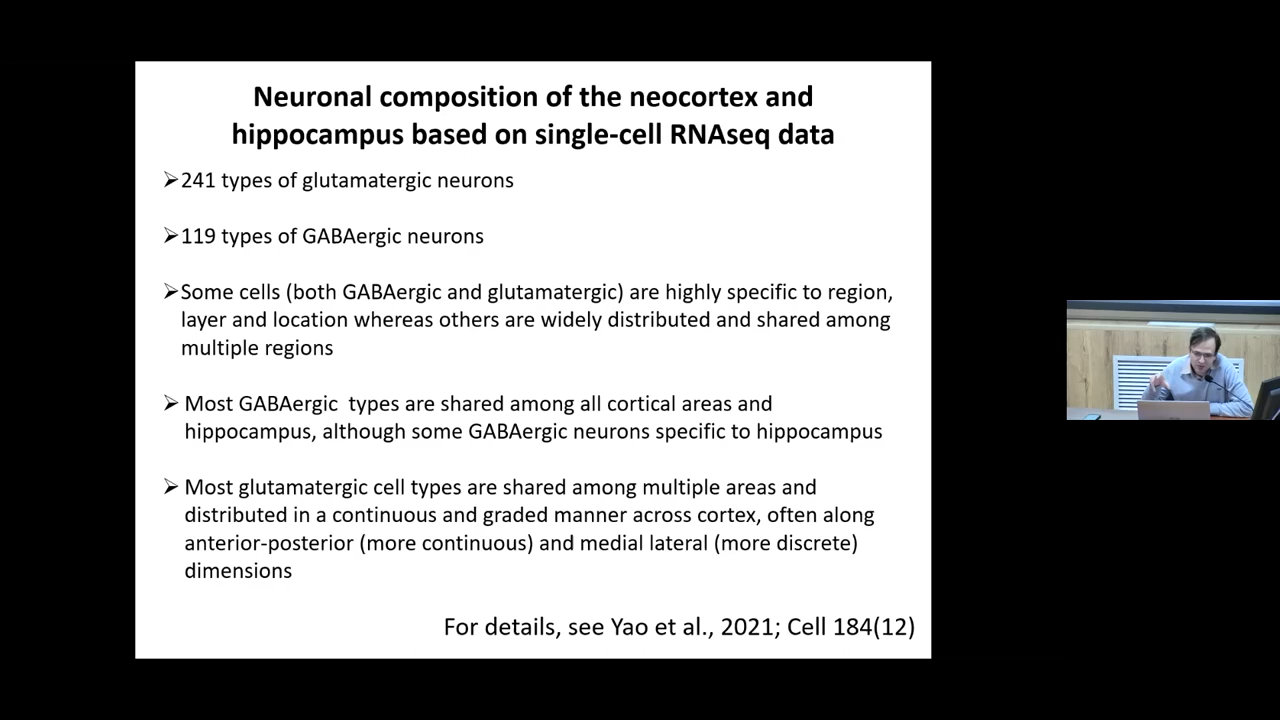 Neuronal composition of the neocortex and
hippocampus based on single-cell RNAseq data
➢241 types of glutamatergic neurons
➢119 types of GABAergic neurons
➢Some cells (both GABAergic and glutamatergic) are highly specific to region,
layer and location whereas others are widely distributed and shared among
multiple regions
➢ Most GABAergic types are shared among all cortical areas and
hippocampus, although some GABAergic neurons specific to hippocampus
➢ Most glutamatergic cell types are shared among multiple areas and
distributed in a continuous and graded manner across cortex, often along
anterior-posterior (more continuous) and medial lateral (more discrete)
dimensions
For details, see Yao et al., 2021; Cell 184(12)